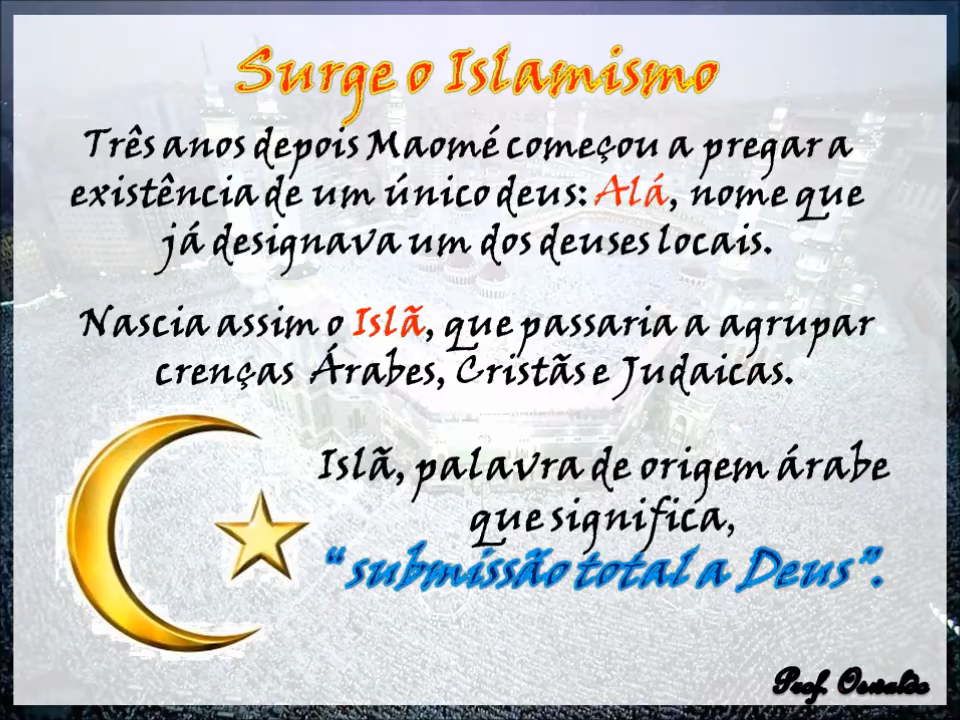 Surge o Islamismo
Três anos depois Maomé começou a pregar a
existência de um único deus: Alá, nome que
já designava um dos deuses locais.
Nascia assim o Islã, que passaria a agrupar
crenças Árabes, Cristãs e Judaicas.
Islã, palavra de origem árabe
que significa,
“submissão total a Deus”.
Prof. Osvaldo